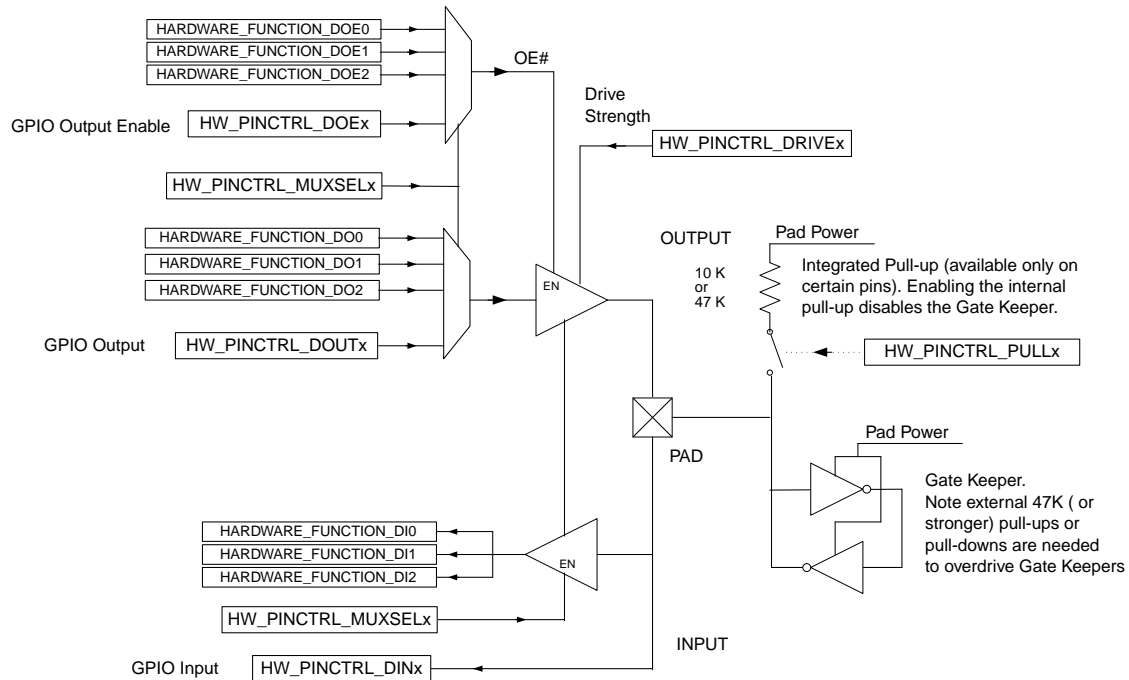 HARDWARE_FUNCTION_DOE0
HARDWARE_FUNCTION_DOE1
HARDWARE_FUNCTION_DOE2
OE#
GPIO Output Enable
HW_PINCTRL_DOEx
Drive
Strength
HW_PINCTRL_DRIVEx
HW_PINCTRL_MUXSELx
HARDWARE_FUNCTION_DO0
HARDWARE_FUNCTION_DO1
HARDWARE_FUNCTION_DO2
GPIO Output
HW_PINCTRL_DOUTx
EN
OUTPUT
10 K
or
47 K
Pad Power
Integrated Pull-up (available only on
certain pins). Enabling the internal
pull-up disables the Gate Keeper.
HW_PINCTRL_PULLx
PAD
Pad Power
Gate Keeper.
Note external 47K ( or
stronger) pull-ups or
pull-downs are needed
to overdrive Gate Keepers
HARDWARE_FUNCTION_DI0
HARDWARE_FUNCTION_DI1
HARDWARE_FUNCTION_DI2
EN
HW_PINCTRL_MUXSELx
INPUT
GPIO Input
HW_PINCTRL_DINx